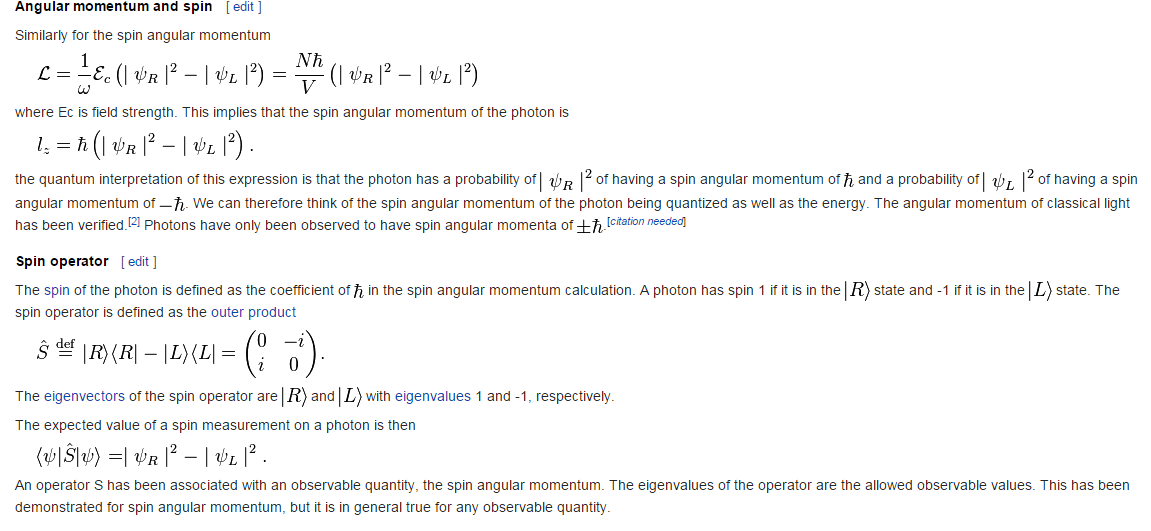 Angular momentum and spin [ edit ]
Similarly for the spin angular momentum
ℒ = 1/ω ℰc (| ψR |² − | ψL |²) = Nħ/V (| ψR |² − | ψL |²)
where Ec is field strength. This implies that the spin angular momentum of the photon is
lz = ħ (| ψR |² − | ψL |²) .
the quantum interpretation of this expression is that the photon has a probability of | ψR |² of having a spin angular momentum of ħ and a probability of | ψL |² of having a spin
angular momentum of −ħ. We can therefore think of the spin angular momentum of the photon being quantized as well as the energy. The angular momentum of classical light
has been verified.[2] Photons have only been observed to have spin angular momenta of ±ħ.[citation needed]
Spin operator [ edit ]
The spin of the photon is defined as the coefficient of ħ in the spin angular momentum calculation. A photon has spin 1 if it is in the |R⟩ state and -1 if it is in the |L⟩ state. The
spin operator is defined as the outer product
Ŝ ≝ |R⟩⟨R| − |L⟩⟨L| = (0 −i; i 0).
The eigenvectors of the spin operator are |R⟩ and |L⟩ with eigenvalues 1 and -1, respectively.
The expected value of a spin measurement on a photon is then
⟨ψ|Ŝ|ψ⟩ =| ψR |² − | ψL |² .
An operator S has been associated with an observable quantity, the spin angular momentum. The eigenvalues of the operator are the allowed observable values. This has been
demonstrated for spin angular momentum, but it is in general true for any observable quantity.